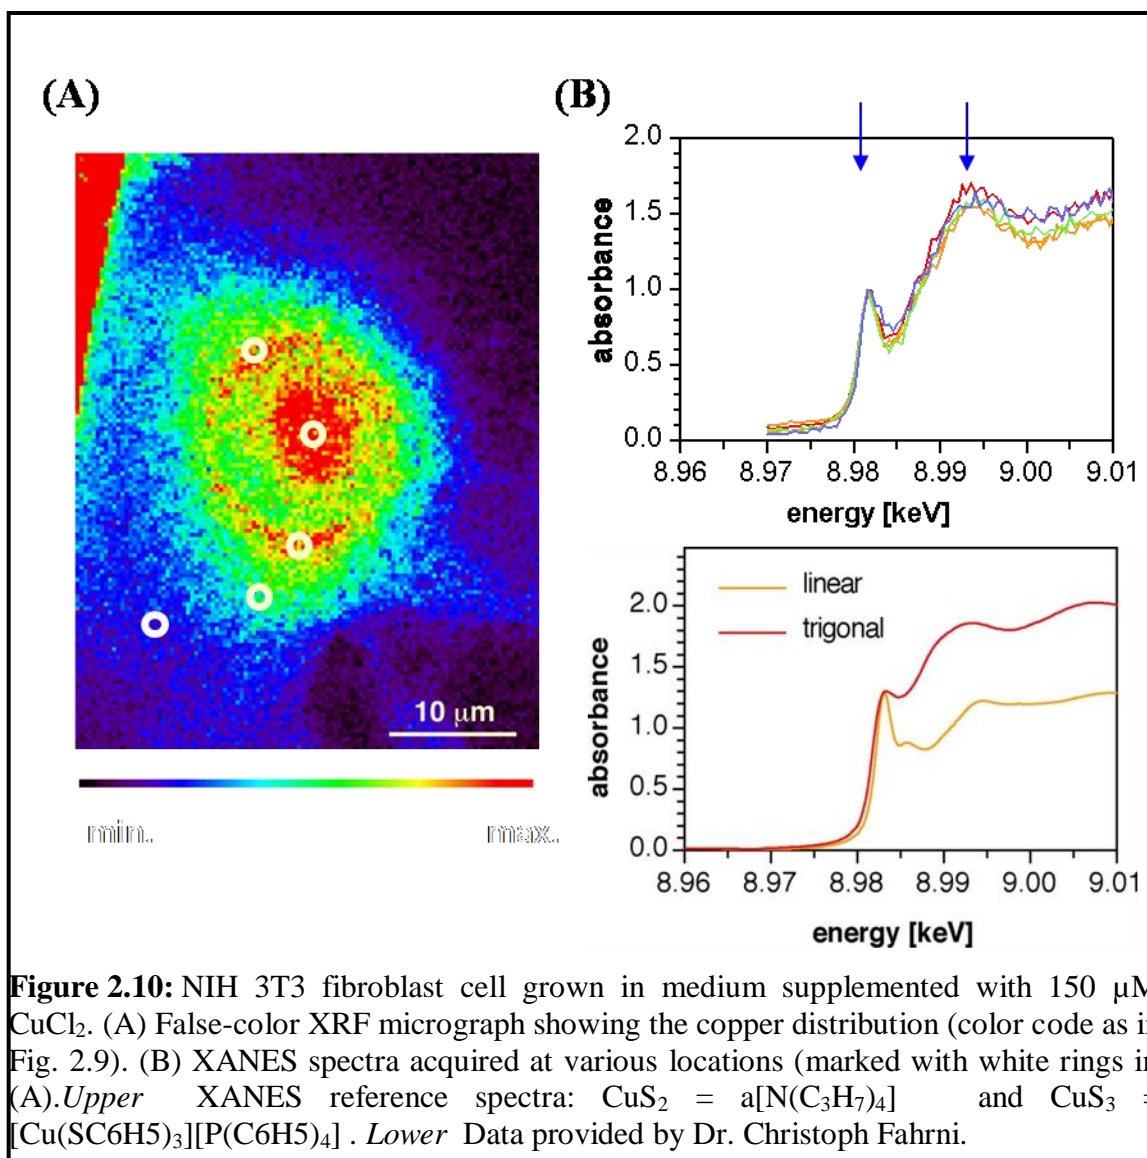 (A)
(B)
10 µm
min. max.
2.0
1.5
1.0
0.5
0.0
absorbance
8.96 8.97 8.98 8.99 9.00 9.01
energy [keV]
linear
trigonal
2.0
1.5
1.0
0.5
0.0
absorbance
8.96 8.97 8.98 8.99 9.00 9.01
energy [keV]
Figure 2.10: NIH 3T3 fibroblast cell grown in medium supplemented with 150 µM
CuCl₂. (A) False-color XRF micrograph showing the copper distribution (color code as in
Fig. 2.9). (B) XANES spectra acquired at various locations (marked with white rings in
(A).Upper XANES reference spectra: CuS₂ = a[N(C₃H₇)₄] and CuS₃ =
[Cu(SC6H5)₃][P(C₆H₅)₄] . Lower Data provided by Dr. Christoph Fahrni.